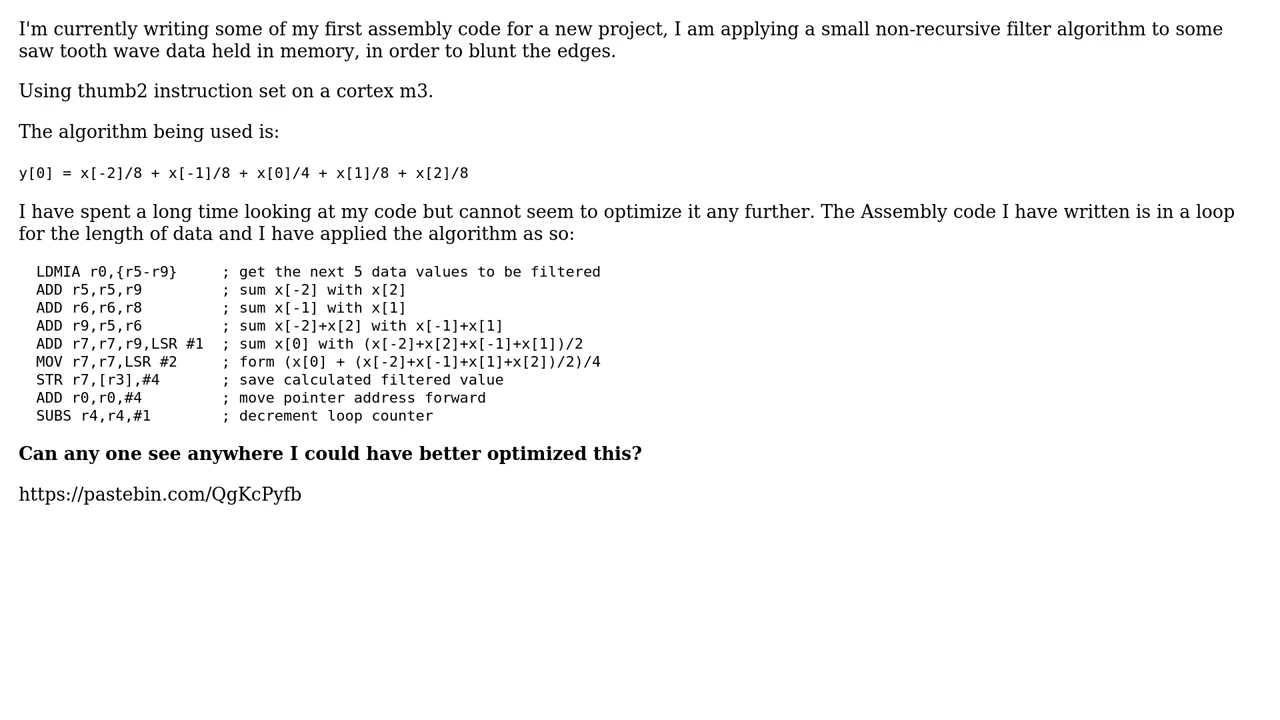 I'm currently writing some of my first assembly code for a new project, I am applying a small non-recursive filter algorithm to some
saw tooth wave data held in memory, in order to blunt the edges.
Using thumb2 instruction set on a cortex m3.
The algorithm being used is:
y[0] = x[-2]/8 + x[-1]/8 + x[0]/4 + x[1]/8 + x[2]/8
I have spent a long time looking at my code but cannot seem to optimize it any further. The Assembly code I have written is in a loop
for the length of data and I have applied the algorithm as so:
LDMIA r0,{r5-r9}     ; get the next 5 data values to be filtered
ADD r5,r5,r9         ; sum x[-2] with x[2]
ADD r6,r6,r8         ; sum x[-1] with x[1]
ADD r9,r5,r6         ; sum x[-2]+x[2] with x[-1]+x[1]
ADD r7,r7,r9,LSR #1  ; sum x[0] with (x[-2]+x[2]+x[-1]+x[1])/2
MOV r7,r7,LSR #2     ; form (x[0] + (x[-2]+x[-1]+x[1]+x[2])/2)/4
STR r7,[r3],#4       ; save calculated filtered value
ADD r0,r0,#4         ; move pointer address forward
SUBS r4,r4,#1        ; decrement loop counter
Can any one see anywhere I could have better optimized this?
https://pastebin.com/QgKcPyfb